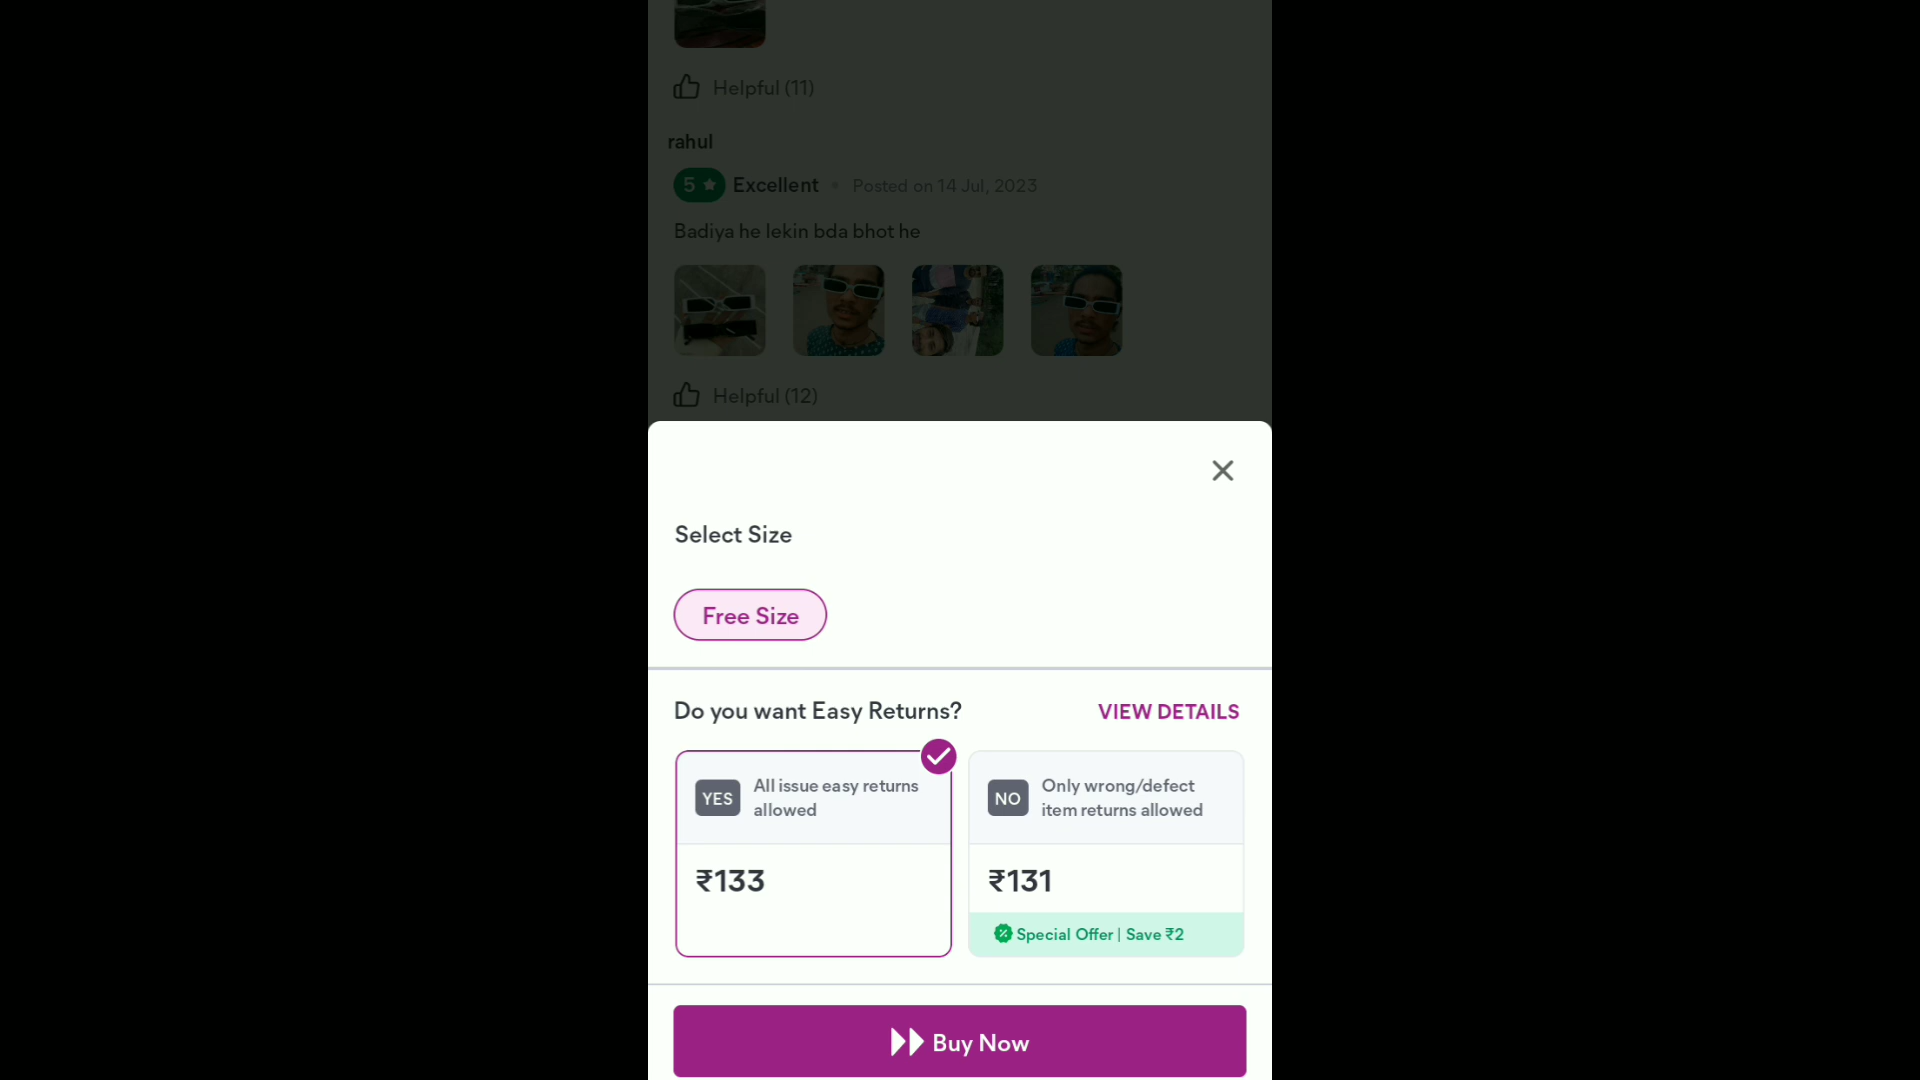 Helpful (11)
rahul
5 Excellent • Posted on 14 Jul, 2023
Badiya he lekin bda bhot he
Helpful (12)
Select Size
Free Size
Do you want Easy Returns? VIEW DETAILS
YES All issue easy returns
allowed
NO Only wrong/defect
item returns allowed
₹133
₹131
Special Offer | Save ₹2
Buy Now